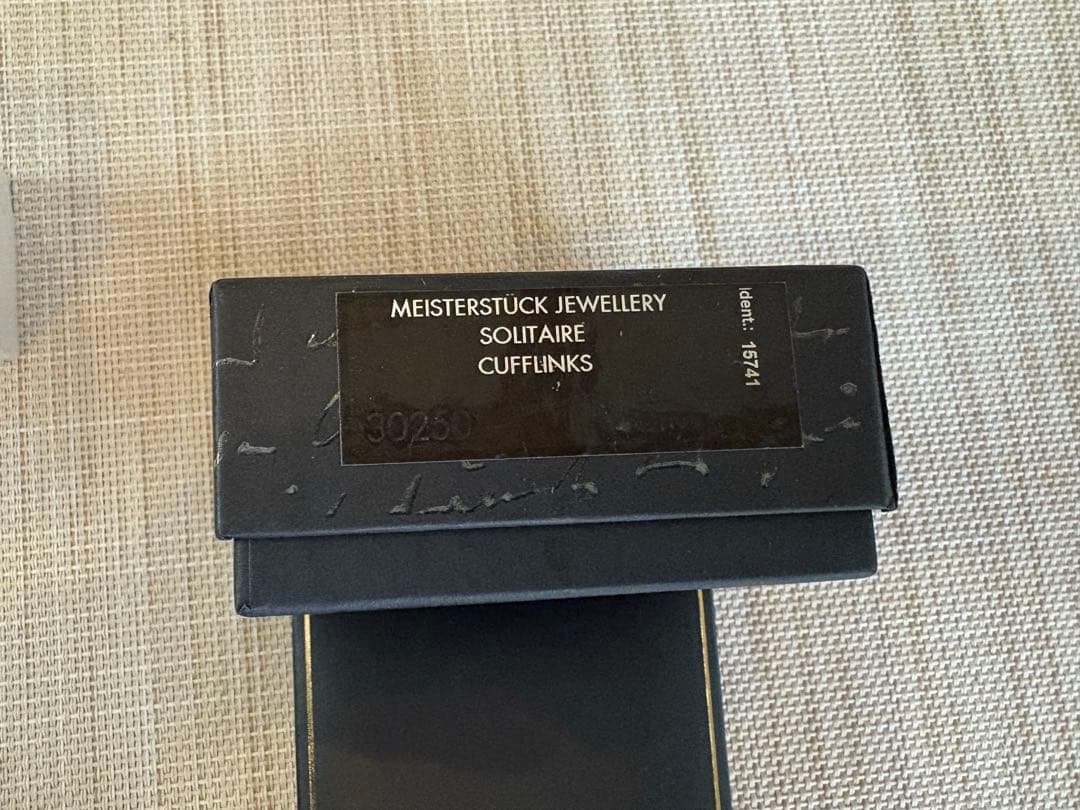 MEISTERSTÜCK JEWELLERY
SOLITAIRE
CUFFLINKS
30250
Ident.: 15741